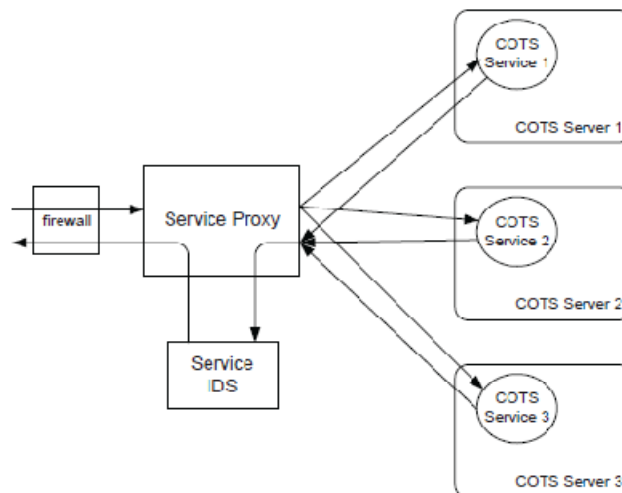 COTS
Service 1
COTS Server 1
firewall
Service Proxy
COTS
Service 2
COTS Server 2
Service
IDS
COTS
Service 3
COTS Server 3